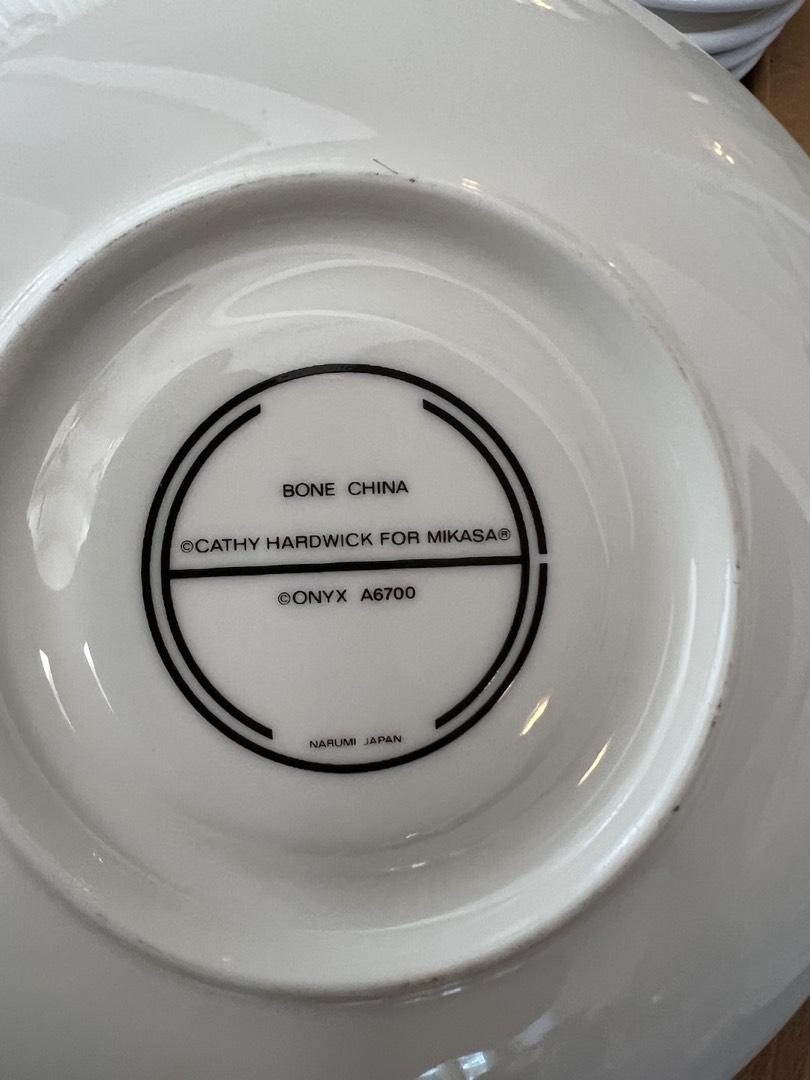 BONE CHINA
©CATHY HARDWICK FOR MIKASA®
©ONYX A6700
NARUMI JAPAN